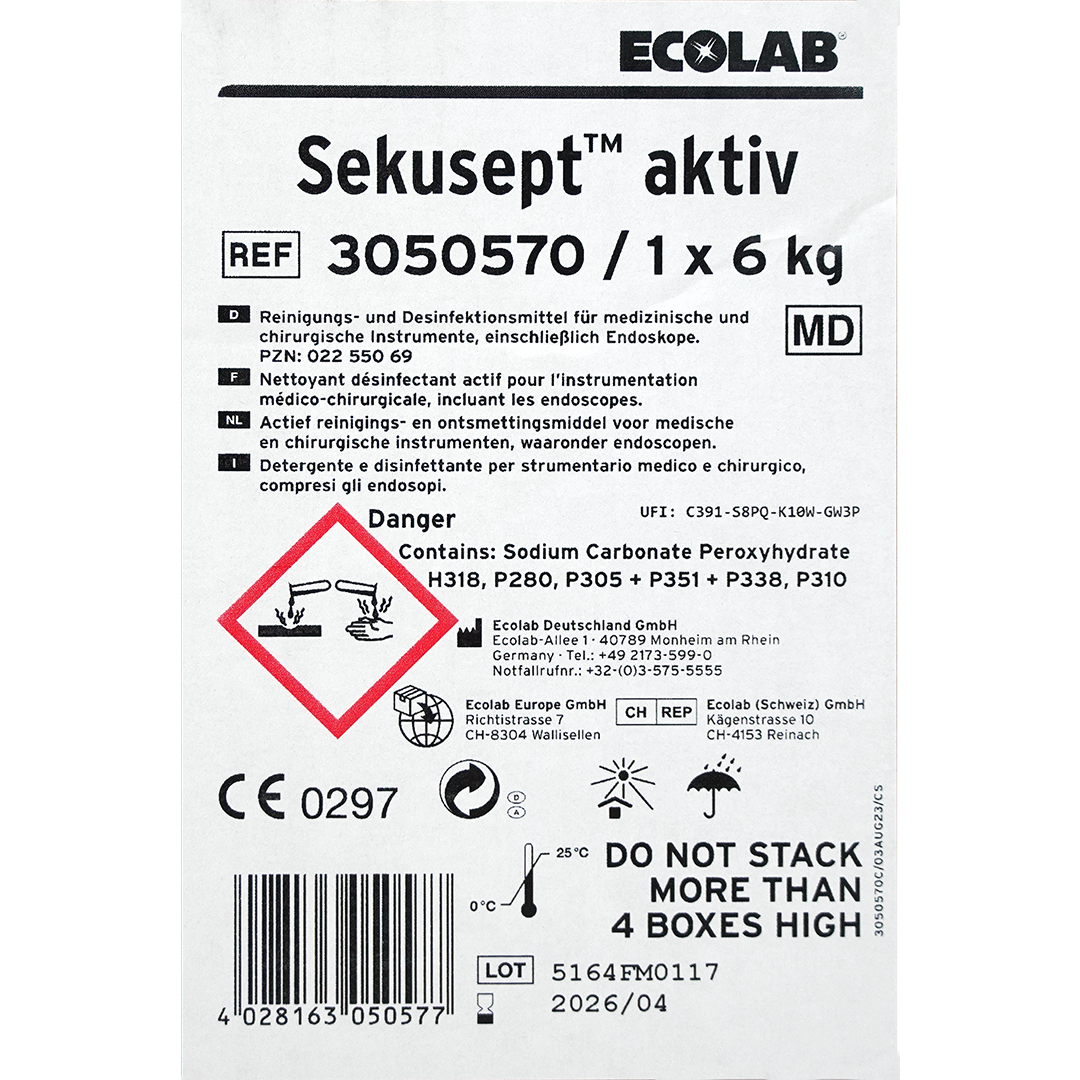 ECOLAB®
Sekusept™ aktiv
REF 3050570 / 1 x 6 kg
D Reinigungs- und Desinfektionsmittel für medizinische und
chirurgische Instrumente, einschließlich Endoskope.
PZN: 022 550 69
MD
F Nettoyant désinfectant actif pour l'instrumentation
médico-chirurgicale, incluant les endoscopes.
NL Actief reinigings- en ontsmettingsmiddel voor medische
en chirurgische instrumenten, waaronder endoscopen.
I Detergente e disinfettante per strumentario medico e chirurgico,
compresi gli endosopi.
UFI: C391-S8PQ-K10W-GW3P
Danger
Contains: Sodium Carbonate Peroxyhydrate
H318, P280, P305 + P351 + P338, P310
Ecolab Deutschland GmbH
Ecolab-Allee 1 · 40789 Monheim am Rhein
Germany · Tel.: +49 2173-599-0
Notfallrufnr.: +32-(0)3-575-5555
Ecolab Europe GmbH
Richtistrasse 7
CH-8304 Wallisellen
CH REP
Ecolab (Schweiz) GmbH
Kägenstrasse 10
CH-4153 Reinach
CE 0297
D
A
25°C
0°C
DO NOT STACK
MORE THAN
4 BOXES HIGH
3050570C/03AUG23/CS
LOT 5164FM0117
2026/04
4 028163 050577